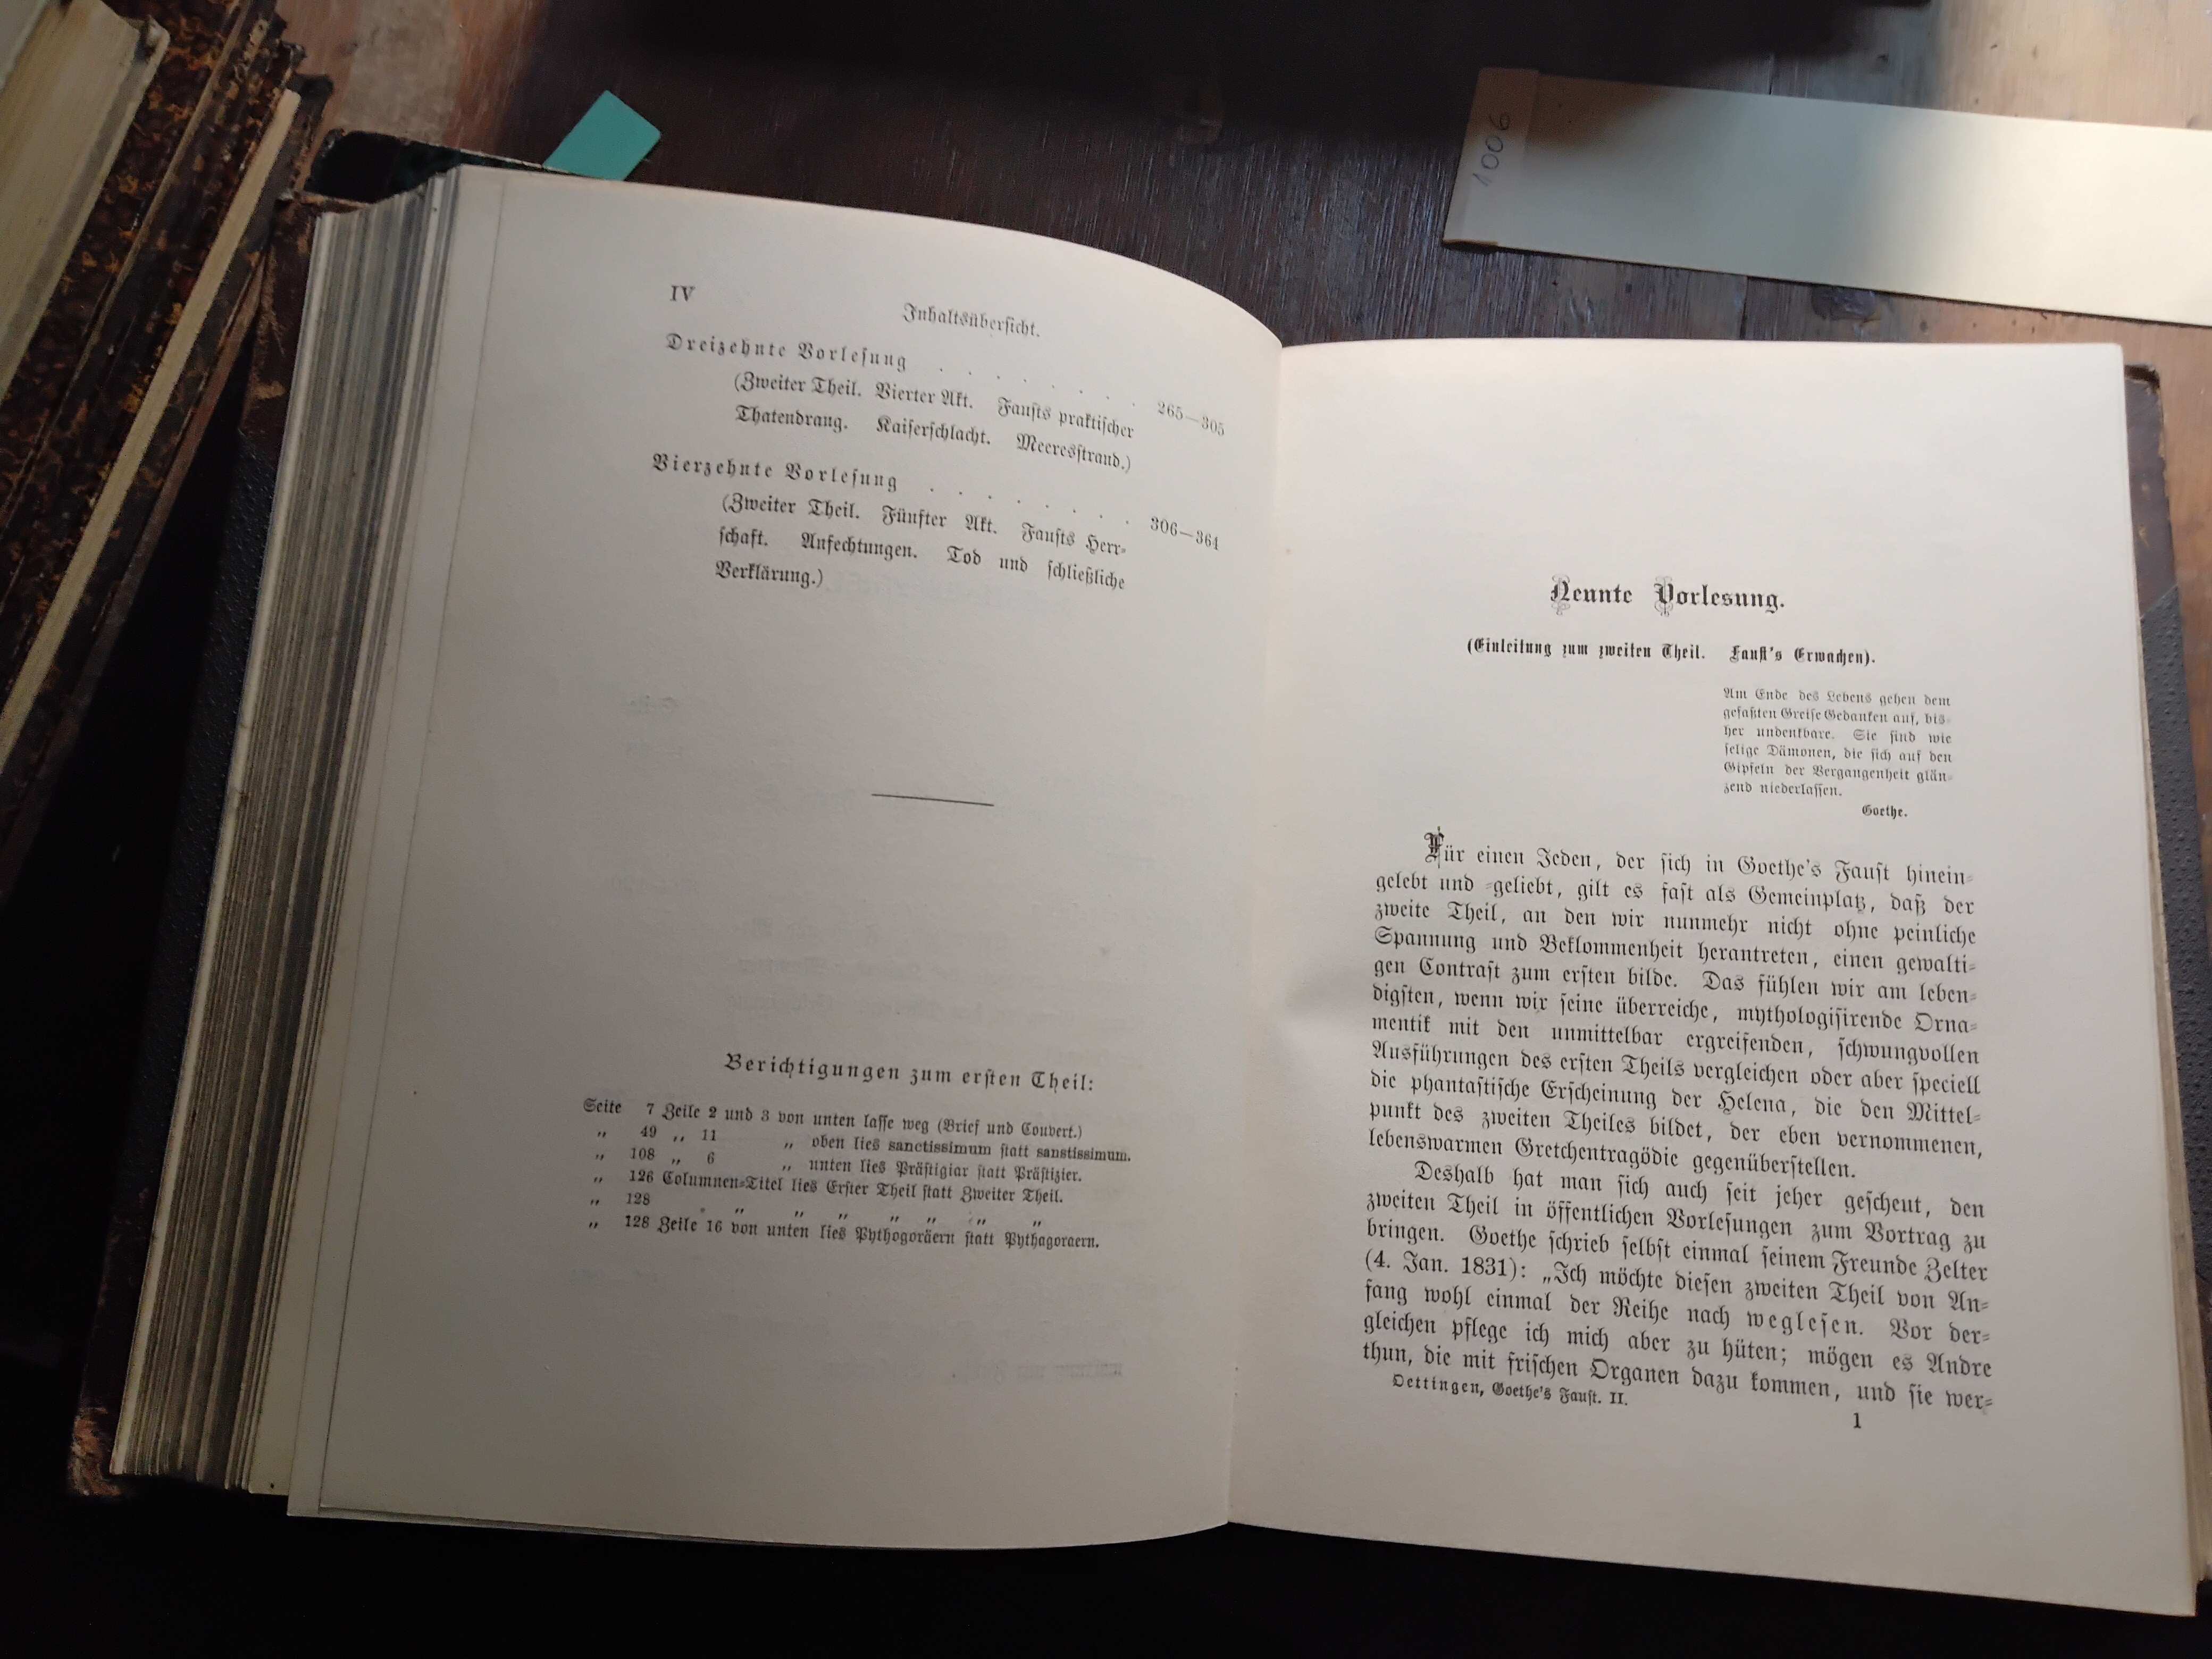 1006
IV
Inhaltsübersicht.
Dreizehnte Vorlesung . . . . . . . . 265—305
(Zweiter Theil. Vierter Akt. Fausts praktischer
Thatendrang. Kaiserschlacht. Meeresstrand.)
Vierzehnte Vorlesung . . . . . . . . 306—364
(Zweiter Theil. Fünfter Akt. Fausts Herr-
schaft. Anfechtungen. Tod und schließliche
Verklärung.)
Berichtigungen zum ersten Theil:
Seite 7 Zeile 2 und 3 von unten lasse weg (Brief und Couvert.)
„ 49 „ 11 „ oben lies sanctissimum statt sanstissimum.
„ 108 „ 6 „ unten lies Prästigiar statt Prästizier.
„ 126 Columnen-Titel lies Erster Theil statt Zweiter Theil.
„ 128 „ „ „ „ „ „ „
„ 128 Zeile 16 von unten lies Pythogoräern statt Pythagoraern.
Neunte Vorlesung.
(Einleitung zum zweiten Theil. Faust's Erwachen).
Am Ende des Lebens gehen dem
gefaßten Greise Gedanken auf, bis-
her undenkbare. Sie sind wie
selige Dämonen, die sich auf den
Gipfeln der Vergangenheit glän-
zend niederlassen.
Goethe.
Für einen Jeden, der sich in Goethe's Faust hinein-
gelebt und -geliebt, gilt es fast als Gemeinplatz, daß der
zweite Theil, an den wir nunmehr nicht ohne peinliche
Spannung und Beklommenheit herantreten, einen gewalti-
gen Contrast zum ersten bilde. Das fühlen wir am leben-
digsten, wenn wir seine überreiche, mythologisirende Orna-
mentik mit den unmittelbar ergreifenden, schwungvollen
Ausführungen des ersten Theils vergleichen oder aber speciell
die phantastische Erscheinung der Helena, die den Mittel-
punkt des zweiten Theiles bildet, der eben vernommenen,
lebenswarmen Gretchentragödie gegenüberstellen.
Deshalb hat man sich auch seit jeher gescheut, den
zweiten Theil in öffentlichen Vorlesungen zum Vortrag zu
bringen. Goethe schrieb selbst einmal seinem Freunde Zelter
(4. Jan. 1831): „Ich möchte diesen zweiten Theil von An-
fang wohl einmal der Reihe nach weglesen. Vor der-
gleichen pflege ich mich aber zu hüten; mögen es Andre
thun, die mit frischen Organen dazu kommen, und sie wer-
Oettingen, Goethe's Faust. II.
1